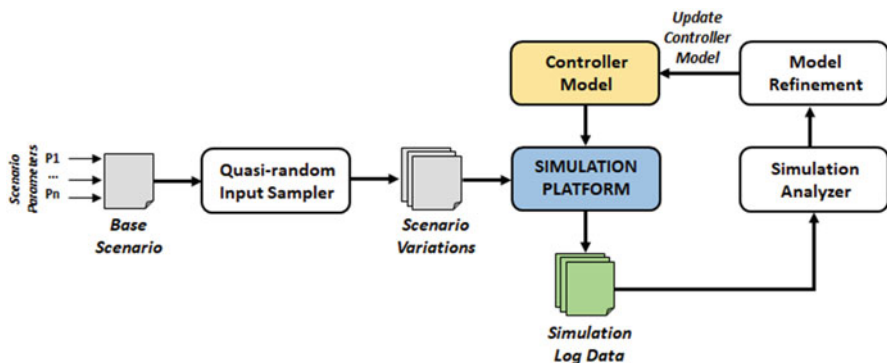 Update
Controller
Model
Controller
Model
Model
Refinement
Scenario
Parameters
P1
...
Pn
Quasi-random
Input Sampler
SIMULATION
PLATFORM
Simulation
Analyzer
Base
Scenario
Scenario
Variations
Simulation
Log Data